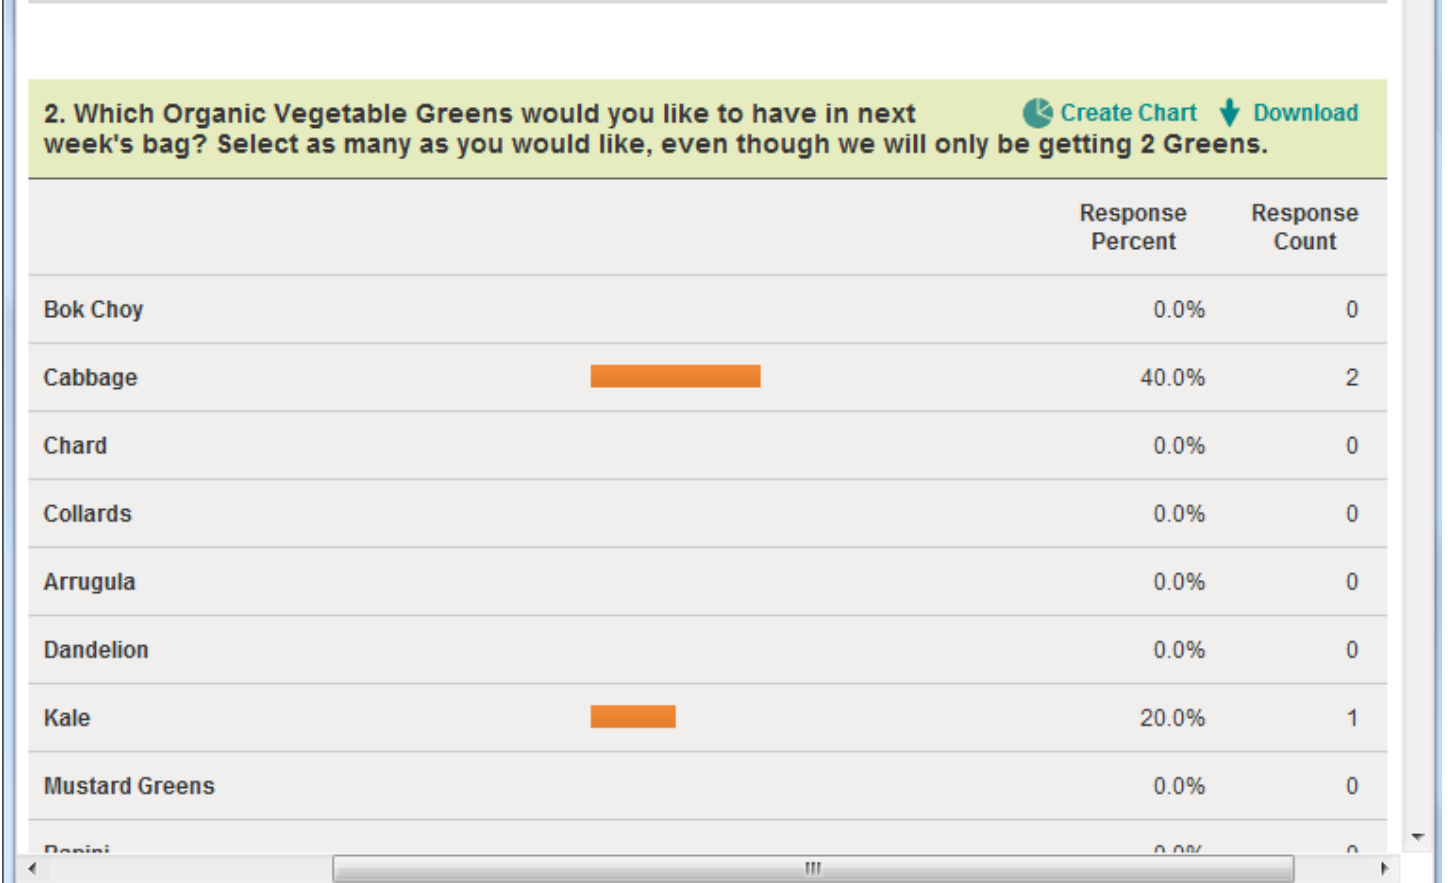 2. Which Organic Vegetable Greens would you like to have in next Create Chart Download
week's bag? Select as many as you would like, even though we will only be getting 2 Greens.
Response Response
Percent Count
Bok Choy 0.0% 0
Cabbage 40.0% 2
Chard 0.0% 0
Collards 0.0% 0
Arrugula 0.0% 0
Dandelion 0.0% 0
Kale 20.0% 1
Mustard Greens 0.0% 0